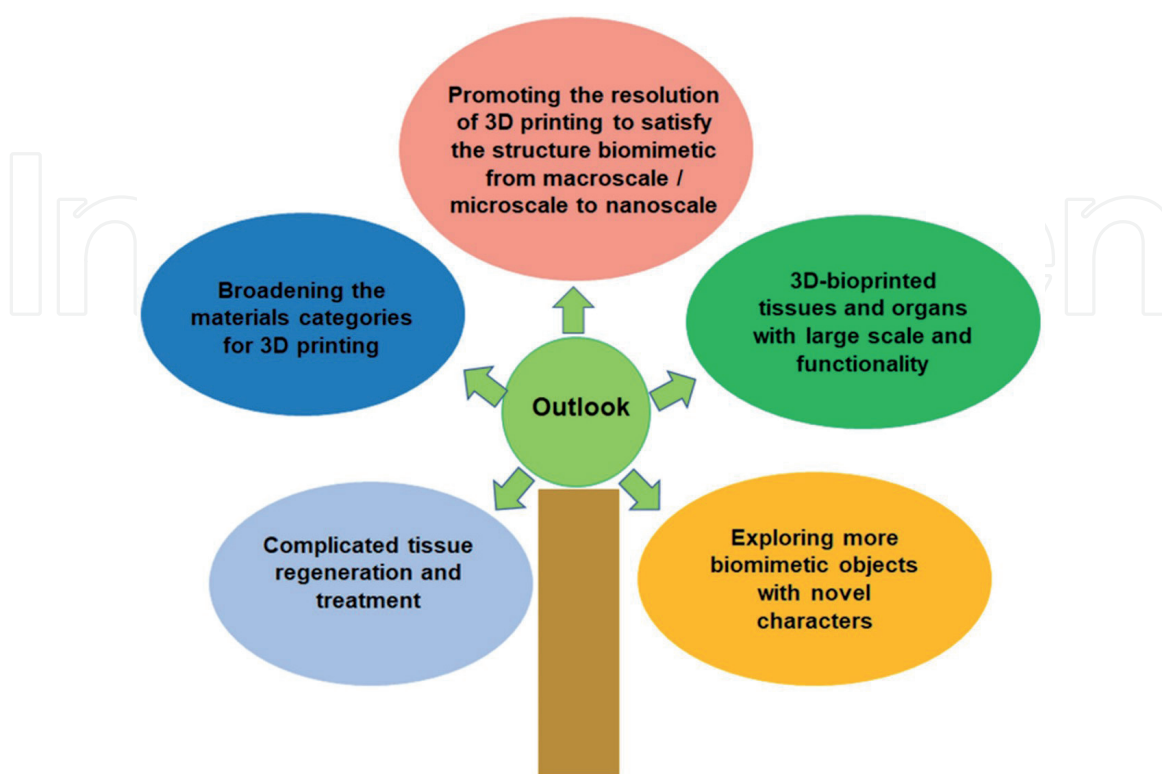 Promoting the resolution
of 3D printing to satisfy
the structure biomimetic
from macroscale /
microscale to nanoscale
Broadening the
materials categories
for 3D printing
3D-bioprinted
tissues and organs
with large scale and
functionality
Outlook
Complicated tissue
regeneration and
treatment
Exploring more
biomimetic objects
with novel
characters